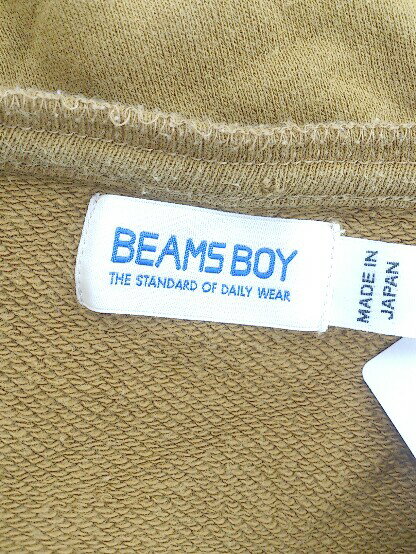 BEAMS BOY
THE STANDARD OF DAILY WEAR
MADE IN
JAPAN